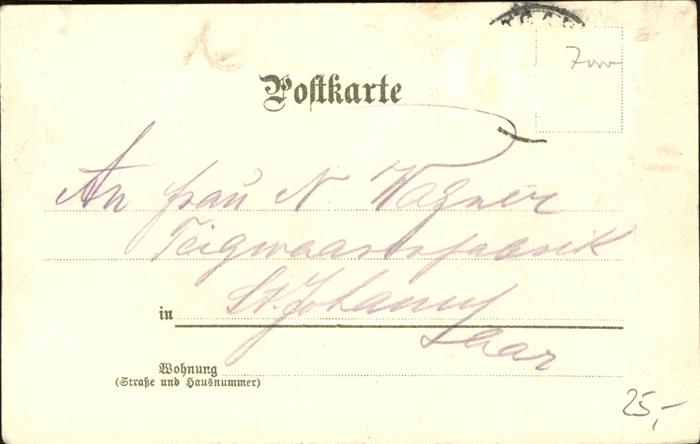 Postkarte
An Frau N Wagner
Teigwaarenfabrik
in St. Johann
Saar
Wohnung
(Straße und Hausnummer)
25,-